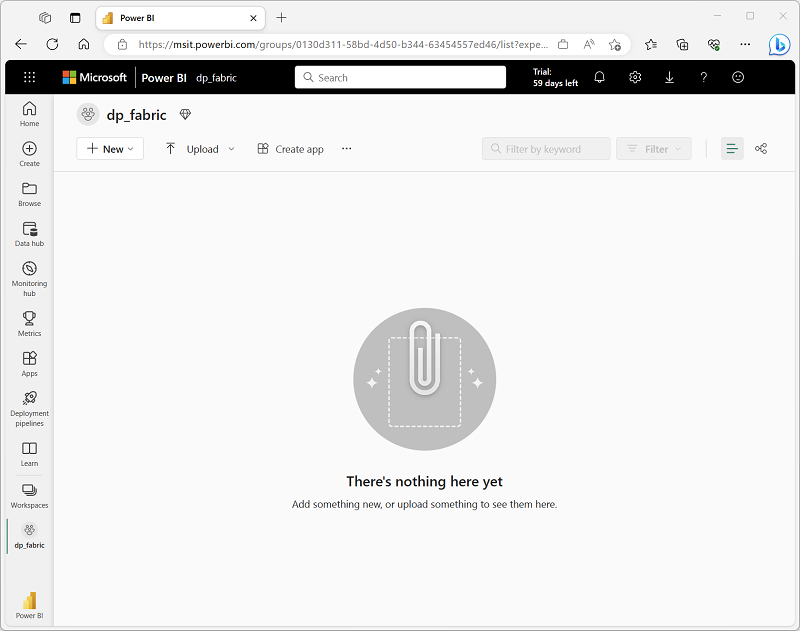 Power BI
https://msit.powerbi.com/groups/0130d311-58bd-4d50-b344-63454557ed46/list?expe...
Microsoft
Power BI
dp_fabric
Search
Trial:
59 days left
Home
Create
Browse
Data hub
Monitoring
hub
Metrics
Apps
Deployment
pipelines
Learn
Workspaces
dp_fabric
Power BI
dp_fabric
New
Upload
Create app
Filter by keyword
Filter
There's nothing here yet
Add something new, or upload something to see them here.